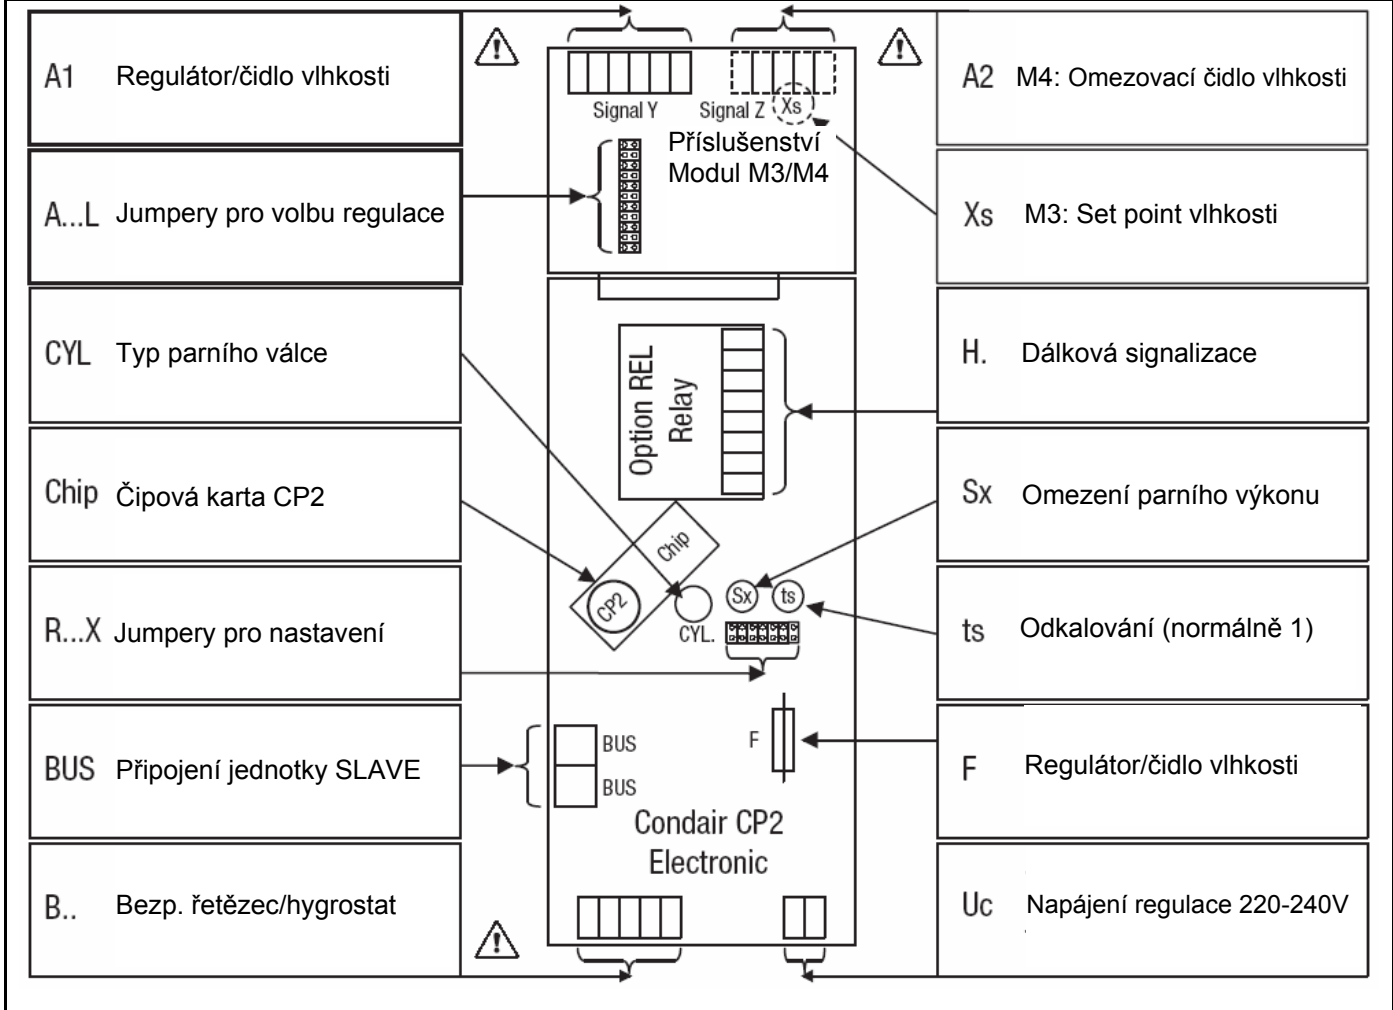 A1 Regulátor/čidlo vlhkosti
A...L Jumpery pro volbu regulace
CYL Typ parního válce
Chip Čipová karta CP2
R...X Jumpery pro nastavení
BUS Připojení jednotky SLAVE
B.. Bezp. řetězec/hygrostat
Signal Y
Signal Z
Xs
Příslušenství
Modul M3/M4
Option REL
Relay
Chip
CP2
CYL.
Sx
ts
BUS
BUS
F
Condair CP2
Electronic
A2 M4: Omezovací čidlo vlhkosti
Xs M3: Set point vlhkosti
H. Dálková signalizace
Sx Omezení parního výkonu
ts Odkalování (normálně 1)
F Regulátor/čidlo vlhkosti
Uc Napájení regulace 220-240V